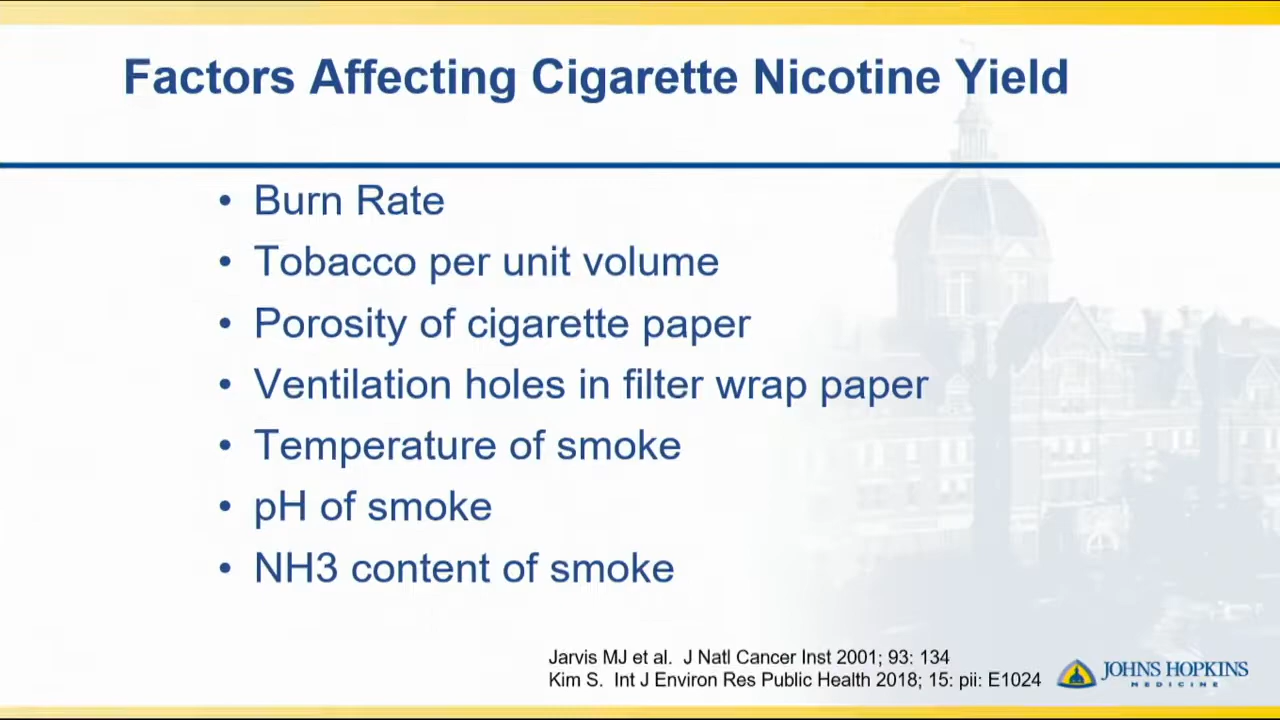 Factors Affecting Cigarette Nicotine Yield
• Burn Rate
• Tobacco per unit volume
• Porosity of cigarette paper
• Ventilation holes in filter wrap paper
• Temperature of smoke
• pH of smoke
• NH3 content of smoke
Jarvis MJ et al. J Natl Cancer Inst 2001; 93: 134
Kim S. Int J Environ Res Public Health 2018; 15: pii: E1024
JOHNS HOPKINS
MEDICINE